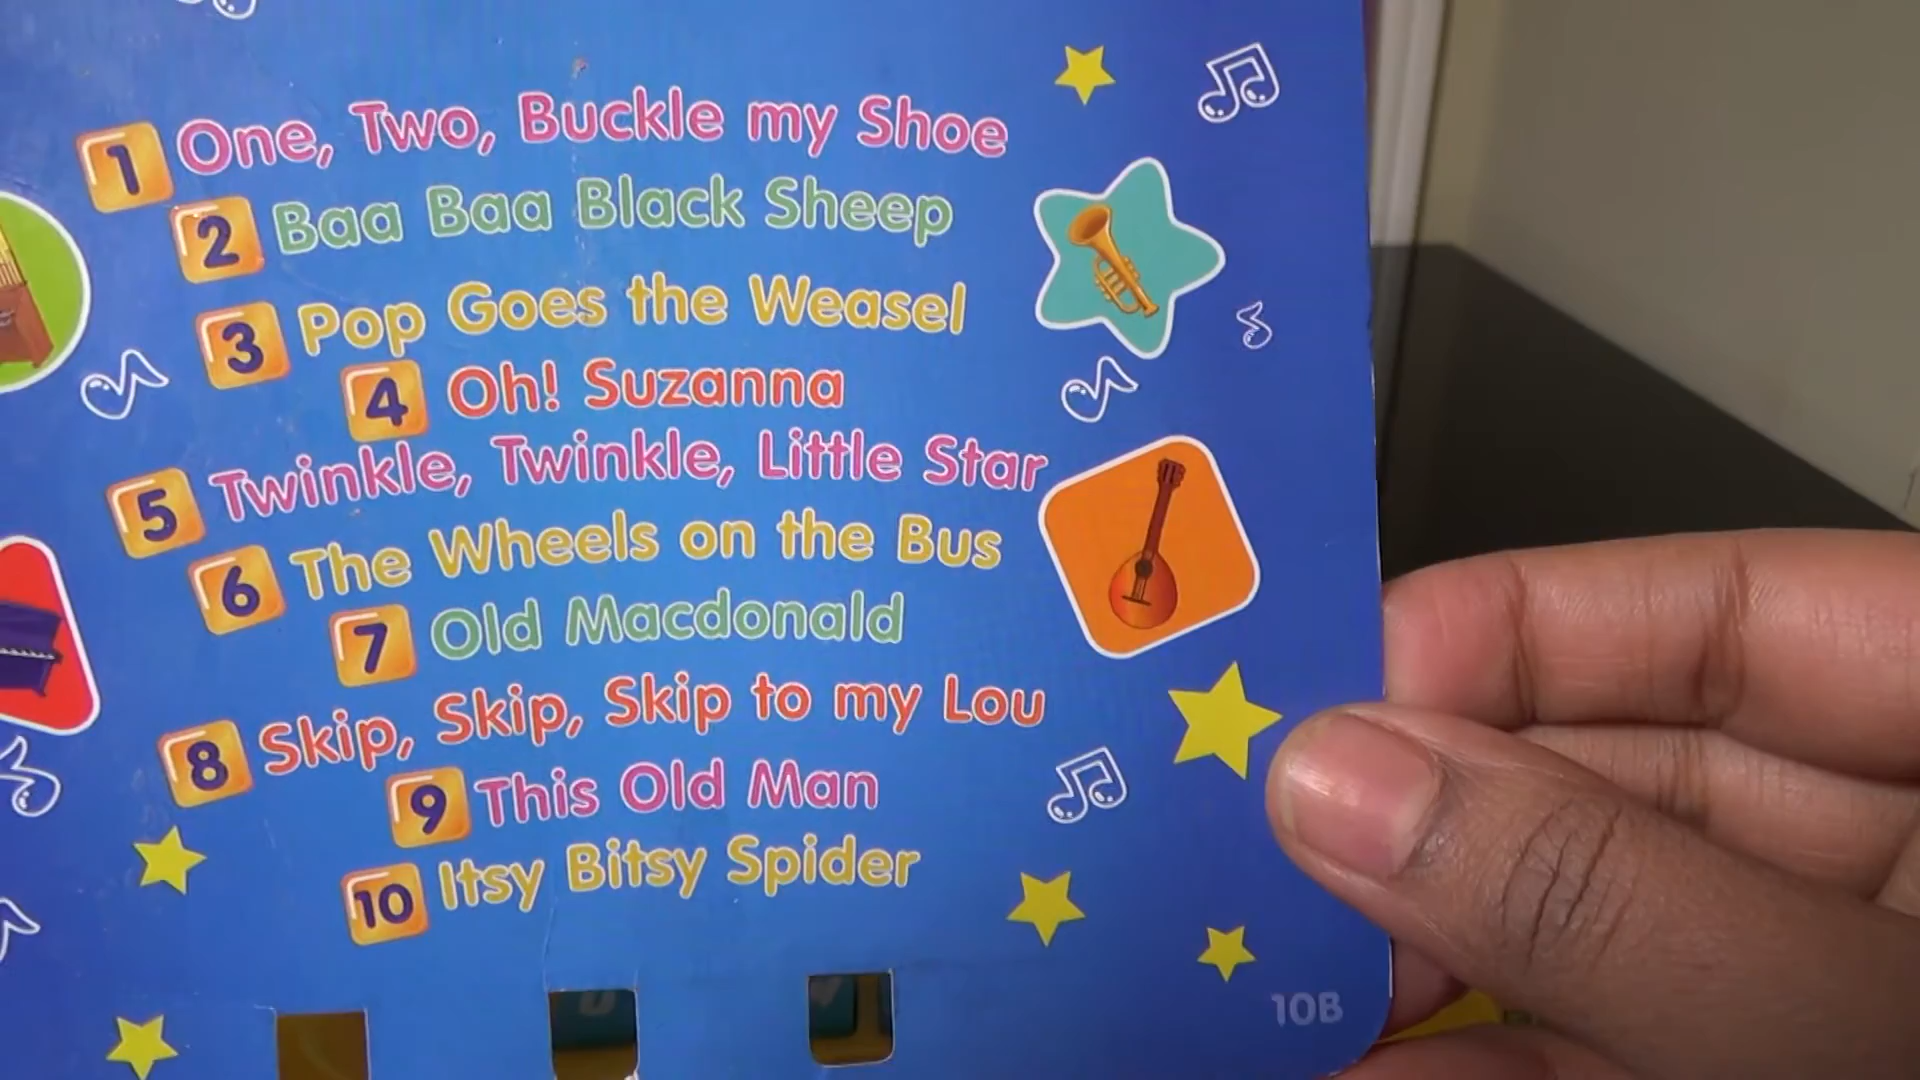 1 One, Two, Buckle my Shoe
2 Baa Baa Black Sheep
3 Pop Goes the Weasel
4 Oh! Suzanna
5 Twinkle, Twinkle, Little Star
6 The Wheels on the Bus
7 Old Macdonald
8 Skip, Skip, Skip to my Lou
9 This Old Man
10 Itsy Bitsy Spider
10B